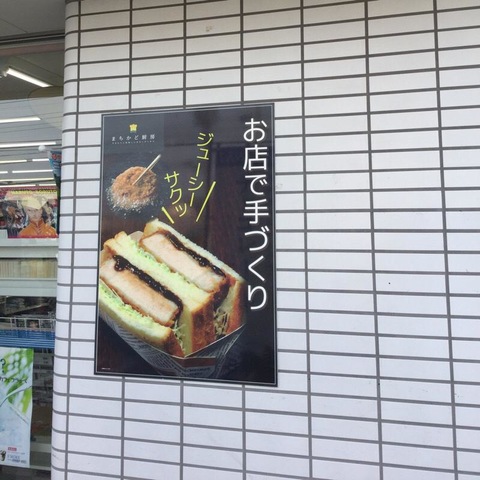 お店で手づくり
ジューシー
サクッ
まちかど厨房